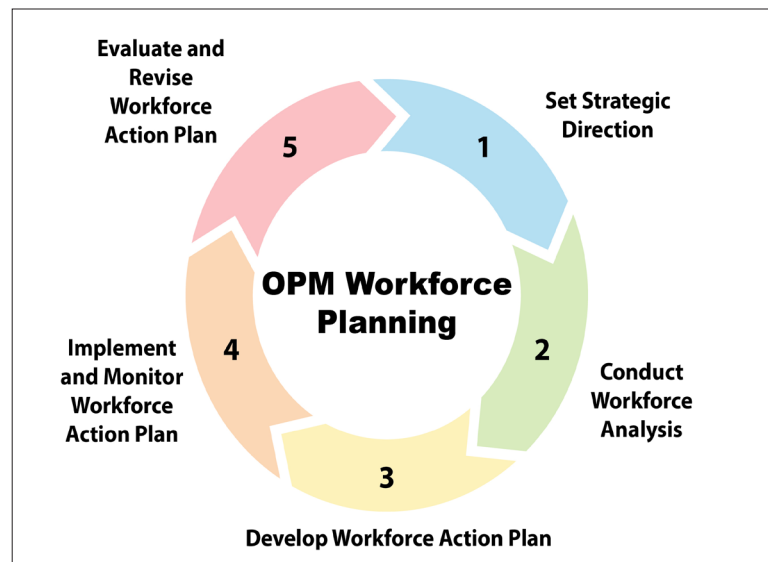 Evaluate and
Revise
Workforce
Action Plan
5
1
Set Strategic
Direction
OPM Workforce
Planning
Implement
and Monitor
Workforce
Action Plan
4
2
Conduct
Workforce
Analysis
3
Develop Workforce Action Plan